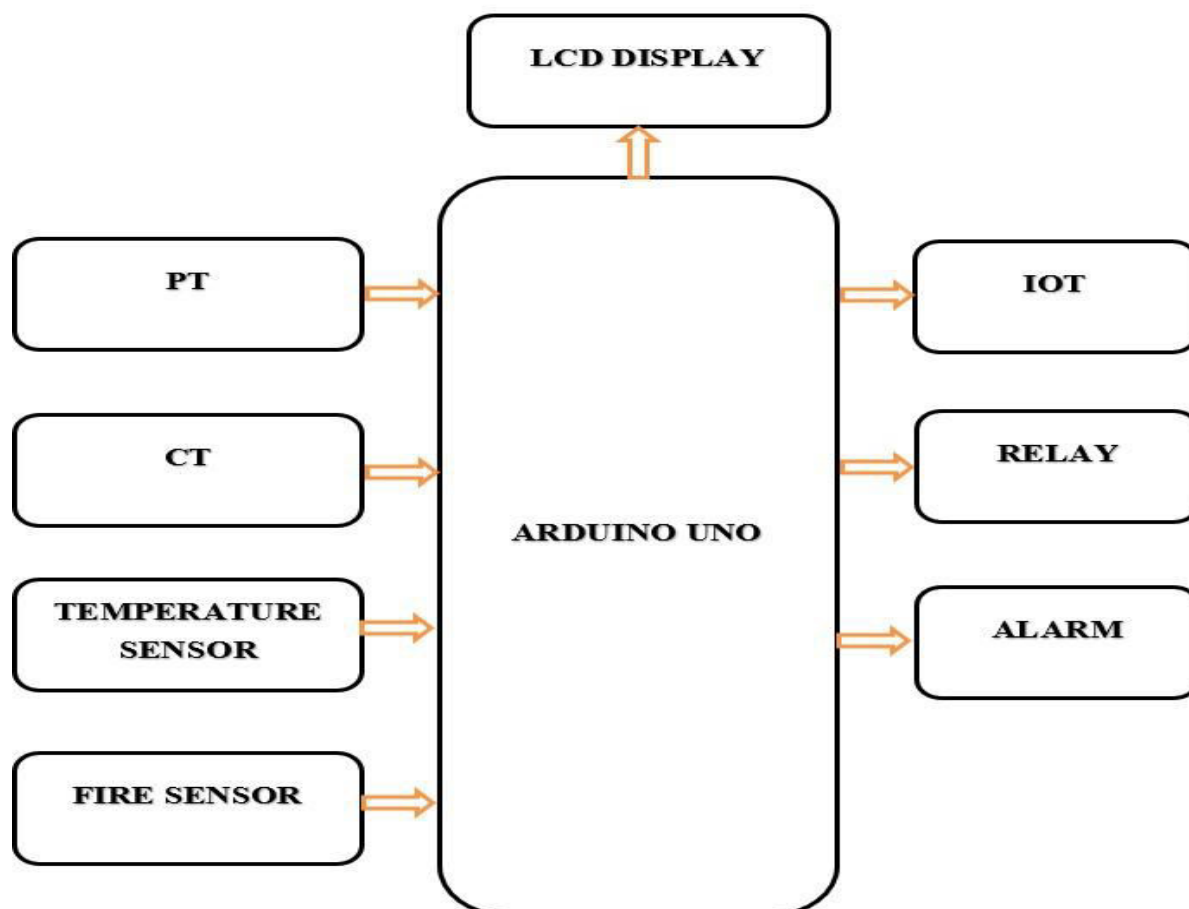 LCD DISPLAY
PT
IOT
CT
RELAY
ARDUINO UNO
TEMPERATURE
SENSOR
ALARM
FIRE SENSOR